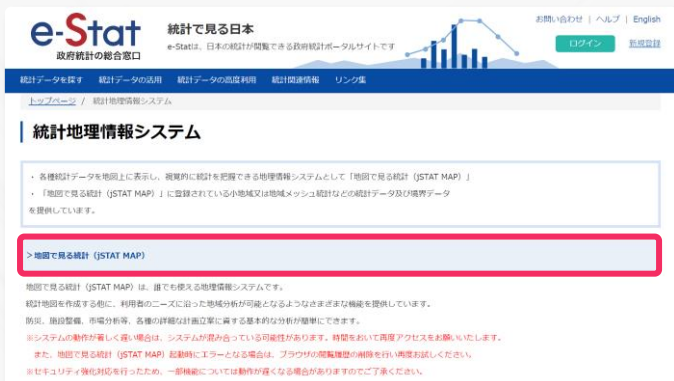 e-Stat
政府統計の総合窓口
統計で見る日本
e-Statは、日本の統計が閲覧できる政府統計ポータルサイトです
お問い合わせ | ヘルプ | English
ログイン 新規登録
統計データを探す 統計データの活用 統計データの高度利用 統計関連情報 リンク集
トップページ / 統計地理情報システム
統計地理情報システム
・ 各種統計データを地図上に表示し、視覚的に統計を把握できる地理情報システムとして「地図で見る統計（jSTAT MAP）」
・ 「地図で見る統計（jSTAT MAP）」に登録されている小地域又は地域メッシュ統計などの統計データ及び境界データ
を提供しています。
＞地図で見る統計（jSTAT MAP）
地図で見る統計（jSTAT MAP）は、誰でも使える地理情報システムです。
統計地図を作成する他に、利用者のニーズに沿った地域分析が可能となるようなさまざまな機能を提供しています。
防災、施設整備、市場分析等、各種の詳細な計画立案に資する基本的な分析が簡単にできます。
※システムの動作が著しく遅い場合は、システムが混み合っている可能性があります。時間をおいて再度アクセスをお願いいたします。
また、地図で見る統計（jSTAT MAP）起動時にエラーとなる場合は、ブラウザの閲覧履歴の削除を行い再度お試しください。
※セキュリティ強化対応を行ったため、一部機能については動作が遅くなる場合がありますのでご了承ください。